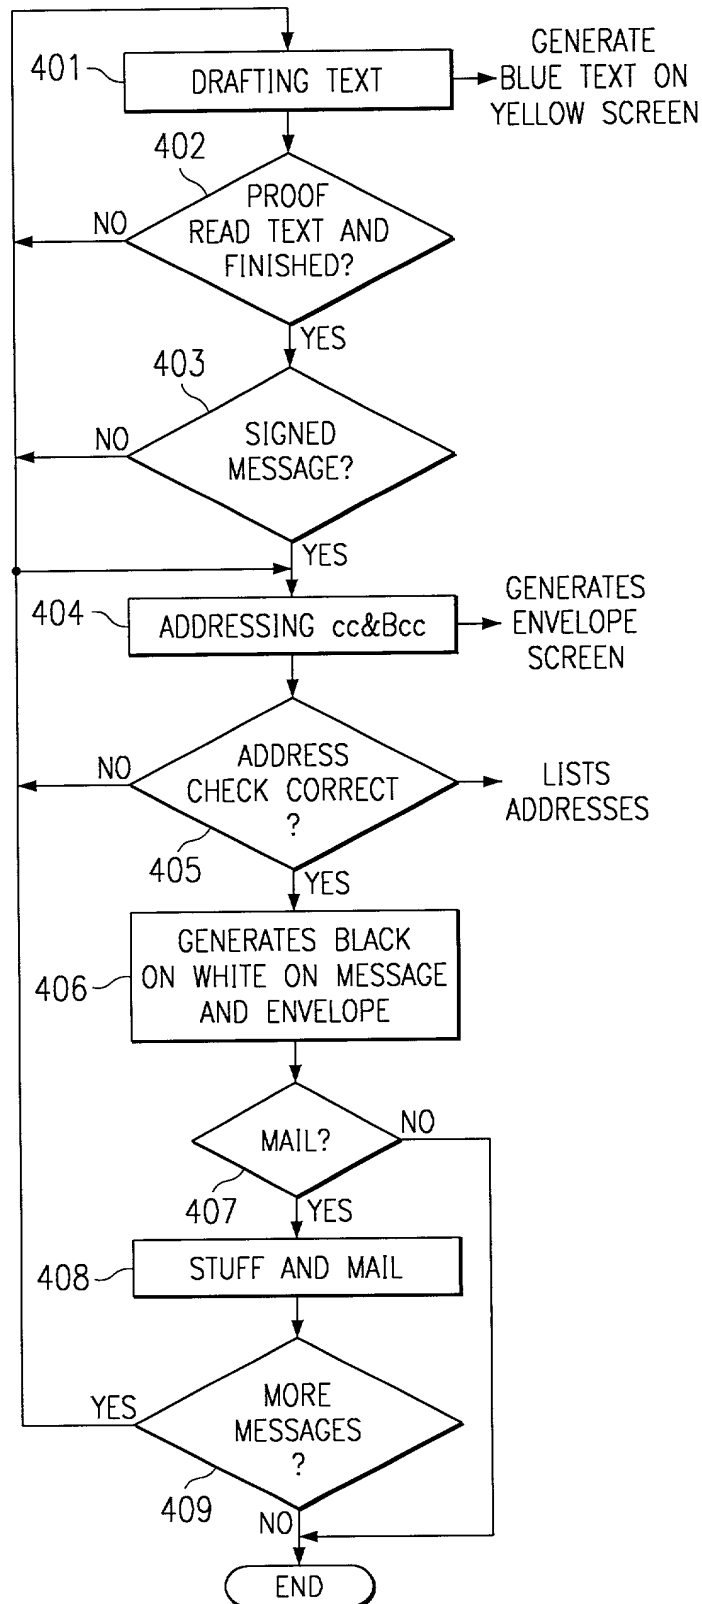 401
DRAFTING TEXT
GENERATE
BLUE TEXT ON
YELLOW SCREEN
402
PROOF
READ TEXT AND
FINISHED?
NO
YES
403
SIGNED
MESSAGE?
NO
YES
404
ADDRESSING cc&Bcc
GENERATES
ENVELOPE
SCREEN
NO
ADDRESS
CHECK CORRECT
?
LISTS
ADDRESSES
405
YES
406
GENERATES BLACK
ON WHITE ON MESSAGE
AND ENVELOPE
MAIL?
NO
407
YES
408
STUFF AND MAIL
YES
MORE
MESSAGES
?
409
NO
END